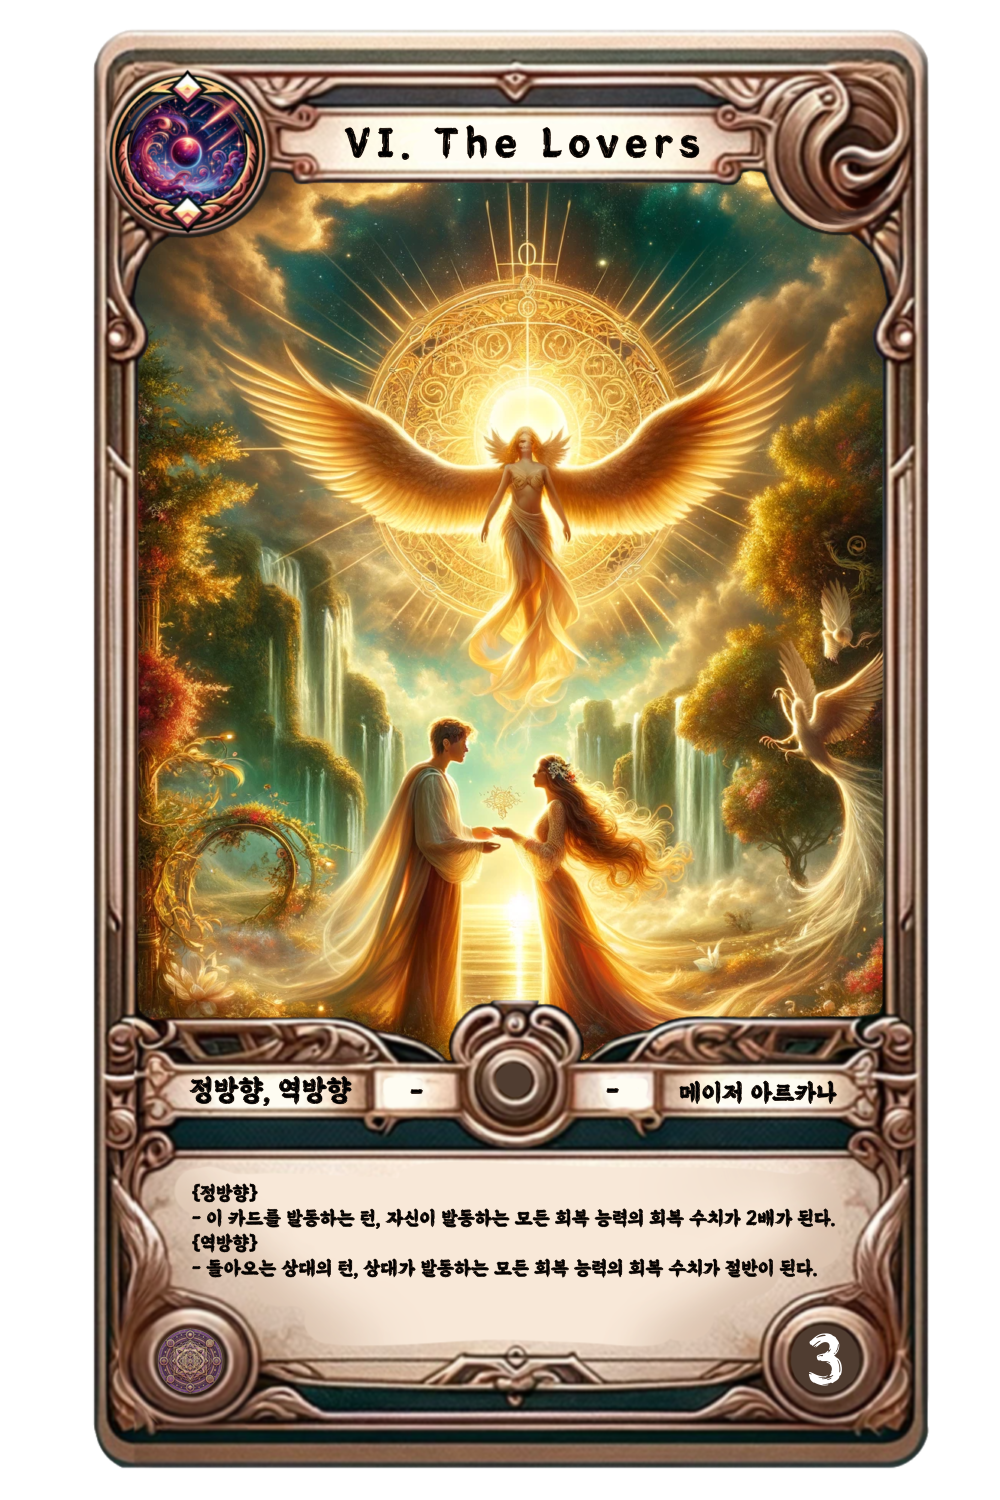 VI. The Lovers
정방향, 역방향
-
-
메이저 아르카나
{정방향}
- 이 카드를 발동하는 턴, 자신이 발동하는 모든 회복 능력의 회복 수치가 2배가 된다.
{역방향}
- 돌아오는 상대의 턴, 상대가 발동하는 모든 회복 능력의 회복 수치가 절반이 된다.
3